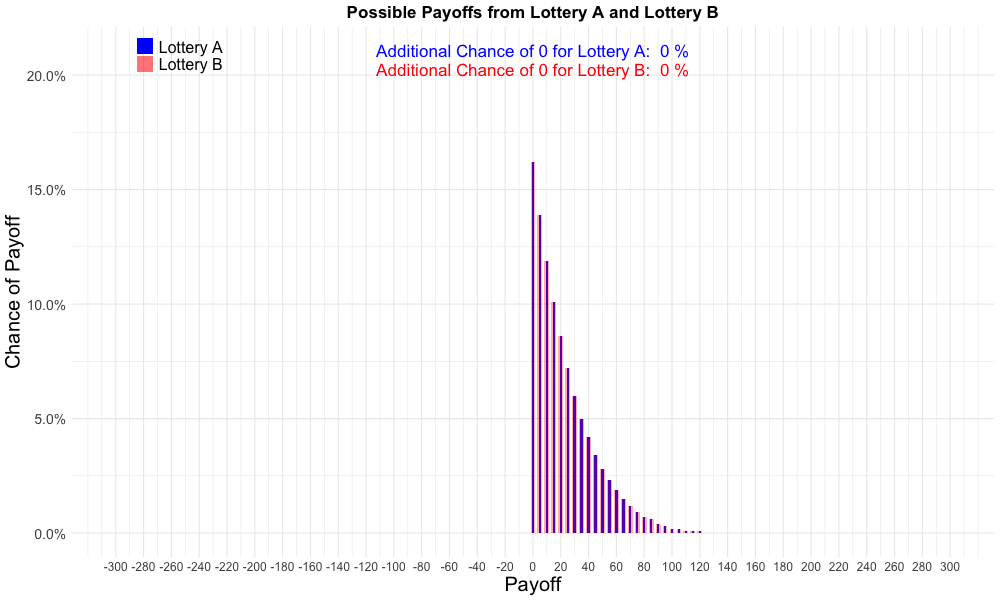 Possible Payoffs from Lottery A and Lottery B
Lottery A
Lottery B
Additional Chance of 0 for Lottery A: 0 %
Additional Chance of 0 for Lottery B: 0 %
Chance of Payoff
20.0%
15.0%
10.0%
5.0%
0.0%
-300 -280 -260 -240 -220 -200 -180 -160 -140 -120 -100 -80 -60 -40 -20 0 20 40 60 80 100 120 140 160 180 200 220 240 260 280 300
Payoff